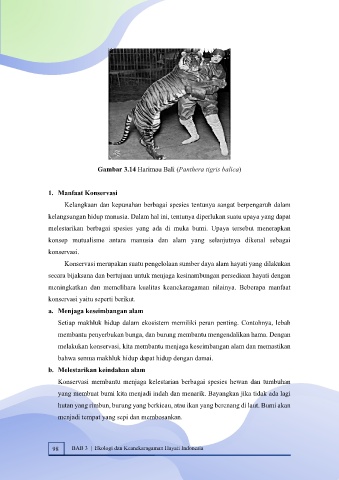 Gambar 3.14 Harimau Bali (Panthera tigris balica)
1. Manfaat Konservasi
Kelangkaan dan kepunahan berbagai spesies tentunya sangat berpengaruh dalam
kelangsungan hidup manusia. Dalam hal ini, tentunya diperlukan suatu upaya yang dapat
melestarikan berbagai spesies yang ada di muka bumi. Upaya tersebut menerapkan
konsep mutualisme antara manusia dan alam yang selanjutnya dikenal sebagai
konservasi.
Konservasi merupakan suatu pengelolaan sumber daya alam hayati yang dilakukan
secara bijaksana dan bertujuan untuk menjaga kesinambungan persediaan hayati dengan
meningkatkan dan memelihara kualitas keanekaragaman nilainya. Beberapa manfaat
konservasi yaitu seperti berikut.
a. Menjaga keseimbangan alam
Setiap makhluk hidup dalam ekosistem memiliki peran penting. Contohnya, lebah
membantu penyerbukan bunga, dan burung membantu mengendalikan hama. Dengan
melakukan konservasi, kita membantu menjaga keseimbangan alam dan memastikan
bahwa semua makhluk hidup dapat hidup dengan damai.
b. Melestarikan keindahan alam
Konservasi membantu menjaga kelestarian berbagai spesies hewan dan tumbuhan
yang membuat bumi kita menjadi indah dan menarik. Bayangkan jika tidak ada lagi
hutan yang rimbun, burung yang berkicau, atau ikan yang berenang di laut. Bumi akan
menjadi tempat yang sepi dan membosankan.
98 BAB 3 | Ekologi dan Keanekaragaman Hayati Indonesia